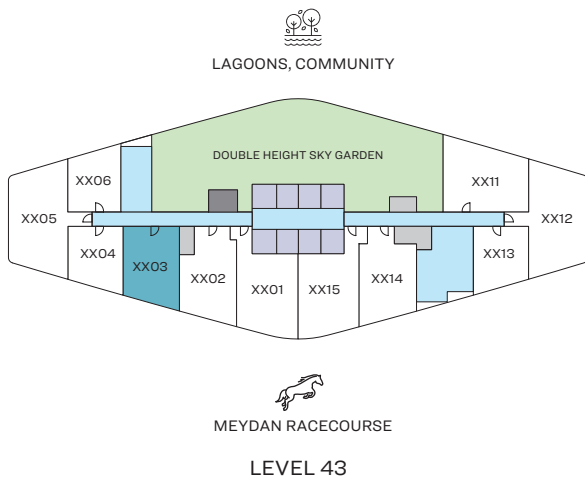 LAGOONS, COMMUNITY
DOUBLE HEIGHT SKY GARDEN
XX06
XX11
XX05
XX12
XX04
XX03
XX02
XX01
XX15
XX14
XX13
MEYDAN RACECOURSE
LEVEL 43